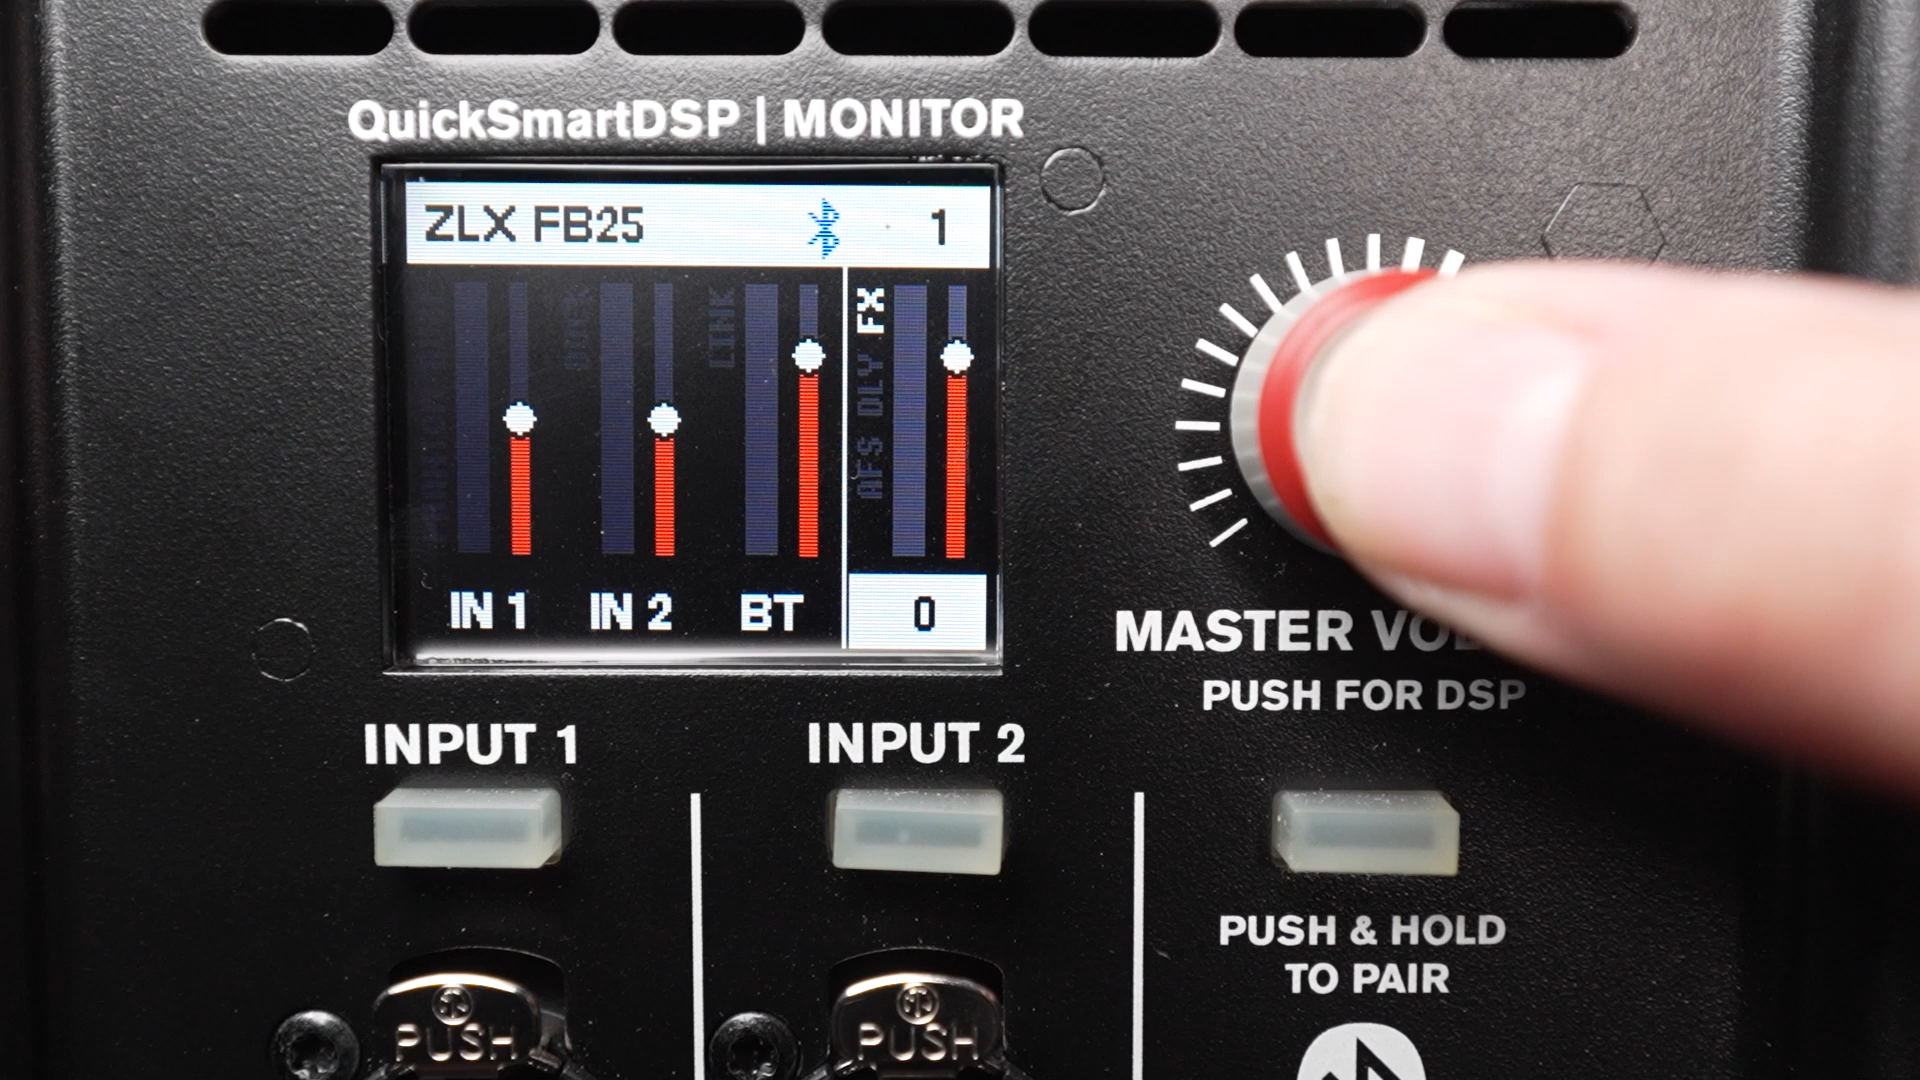 QuickSmartDSP | MONITOR
ZLX FB25 1
LINK
FX
DLY
AFS
IN 1 IN 2 BT 0
MASTER
PUSH FOR DSP
INPUT 1 INPUT 2
PUSH & HOLD
TO PAIR
PUSH PUSH